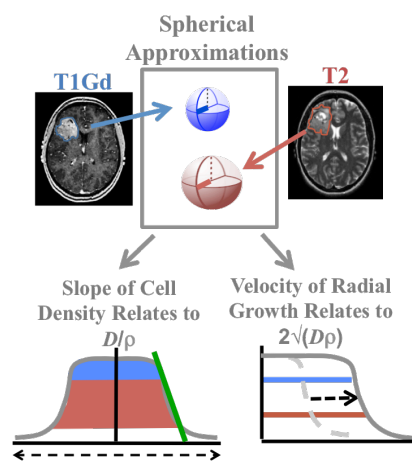 Spherical
Approximations
T1Gd
T2
Slope of Cell
Density Relates to
D/ρ
Velocity of Radial
Growth Relates to
2√(Dρ)